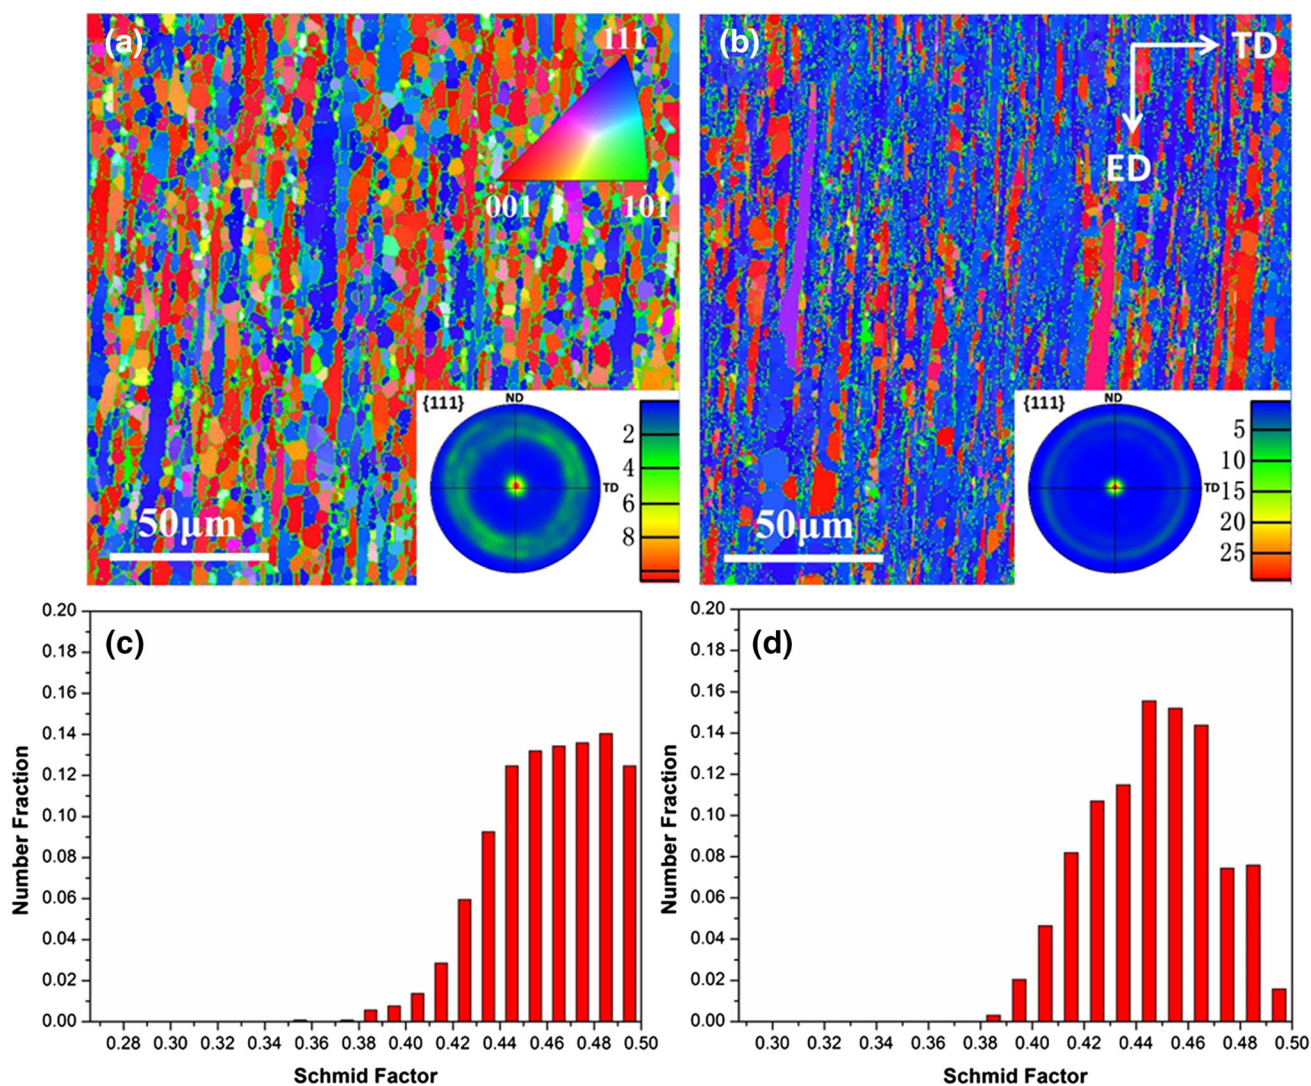 (a)
111
001
101
{111}
ND
TD
2
4
6
8
50μm
(b)
TD
ED
{111}
ND
TD
5
10
15
20
25
50μm
(c)
0.20
0.18
0.16
0.14
0.12
0.10
0.08
0.06
0.04
0.02
0.00
Number Fraction
0.28 0.30 0.32 0.34 0.36 0.38 0.40 0.42 0.44 0.46 0.48 0.50
Schmid Factor
(d)
0.20
0.18
0.16
0.14
0.12
0.10
0.08
0.06
0.04
0.02
0.00
Number Fraction
0.30 0.32 0.34 0.36 0.38 0.40 0.42 0.44 0.46 0.48 0.50
Schmid Factor